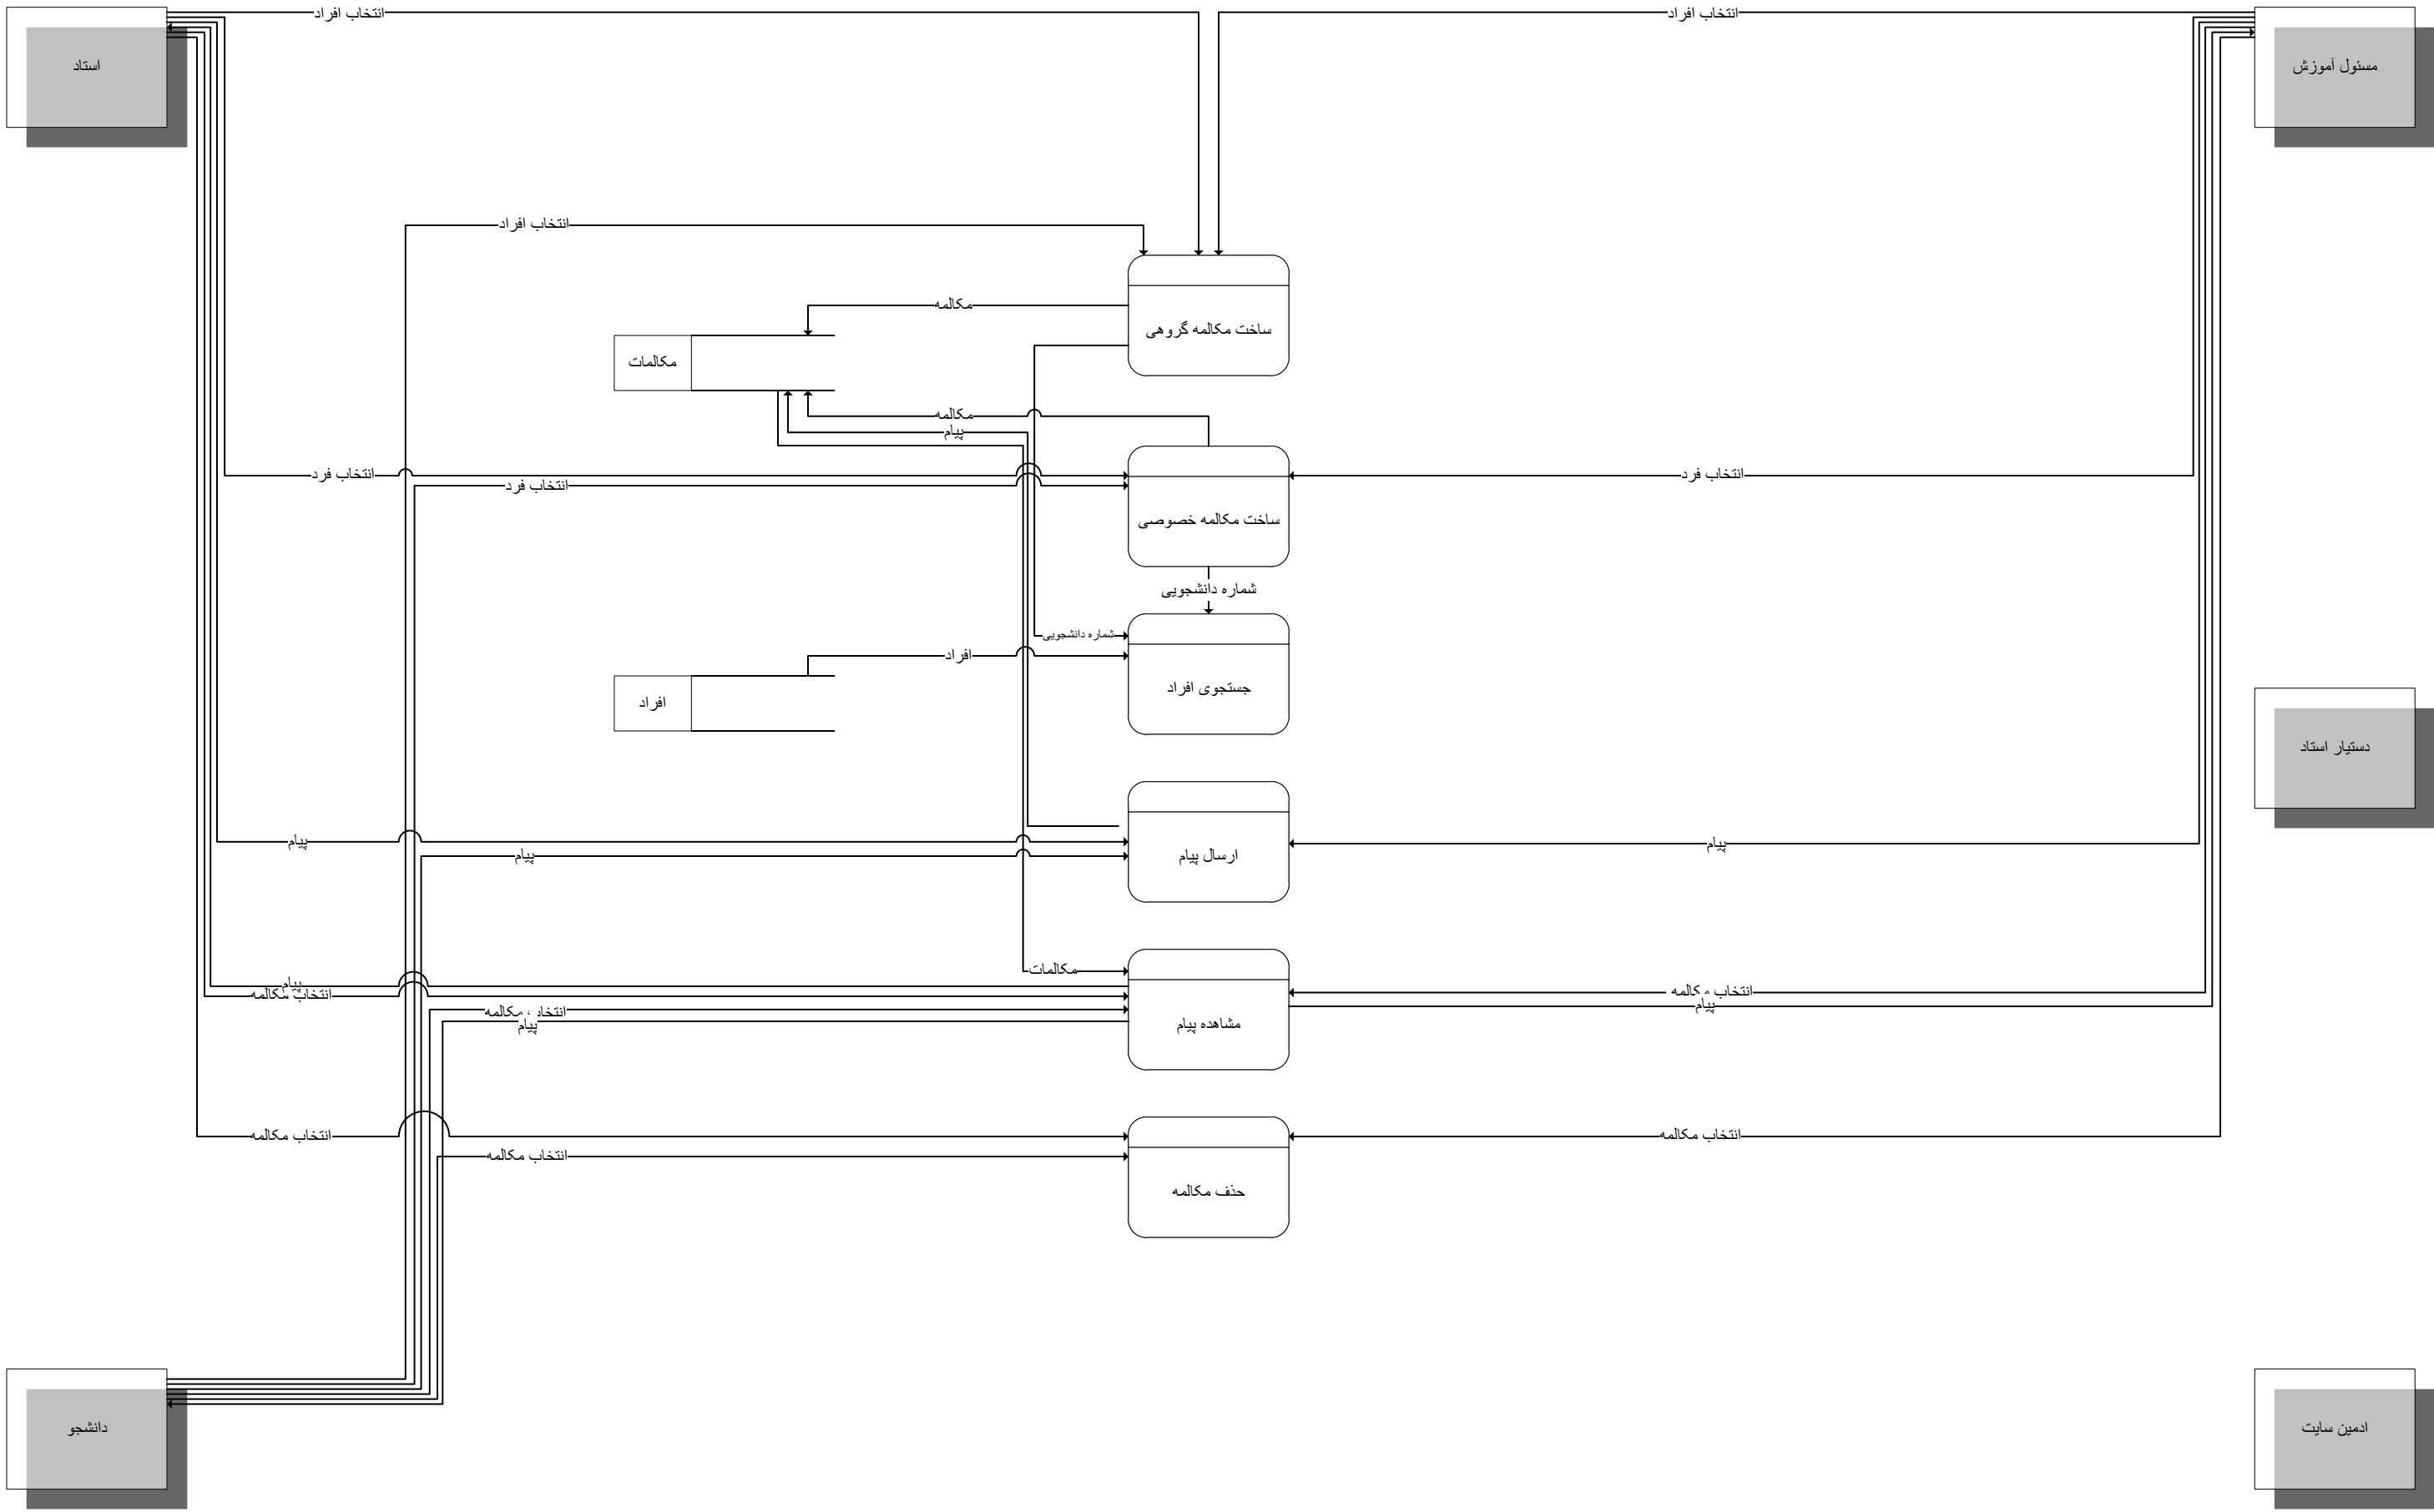 انتخاب افراد
انتخاب افراد
مسئول آموزش
استاد
انتخاب افراد
مکالمه
ساخت مکالمه گروهی
مکالمات
مکالمه
پیام
انتخاب فرد
انتخاب فرد
انتخاب فرد
ساخت مکالمه خصوصی
شماره دانشجویی
شماره دانشجویی
افراد
جستجوی افراد
افراد
دستیار استاد
پیام
پیام
ارسال پیام
پیام
مکالمات
پیام
انتخاب مکالمه
انتخاب مکالمه
پیام
انتخاب مکالمه
پیام
مشاهده پیام
انتخاب مکالمه
انتخاب مکالمه
انتخاب مکالمه
حذف مکالمه
دانشجو
ادمین سایت